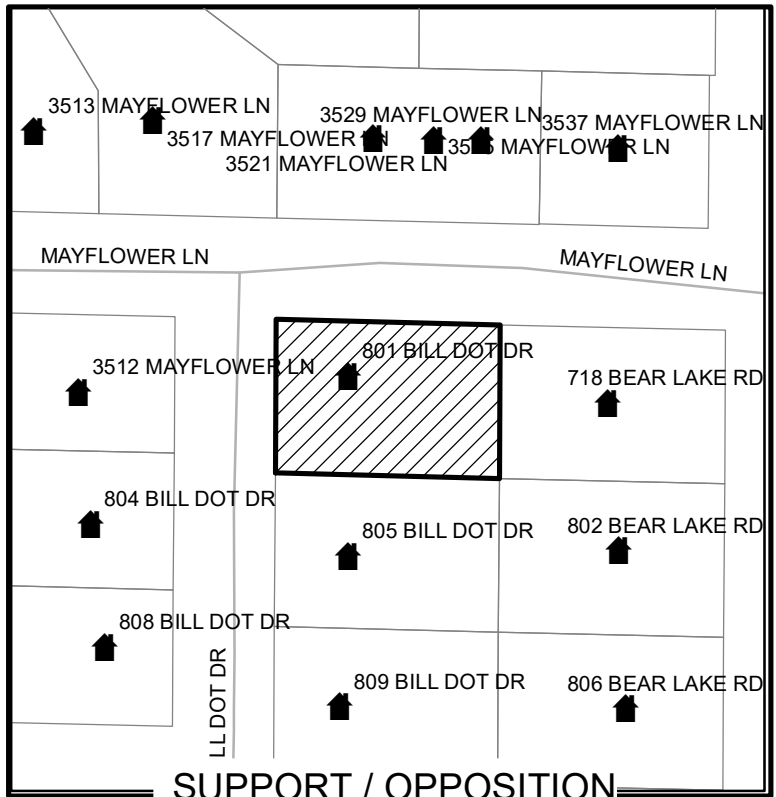 3513 MAYFLOWER LN
3529 MAYFLOWER LN
3537 MAYFLOWER LN
3517 MAYFLOWER LN
MAYFLOWER LN
3521 MAYFLOWER LN
MAYFLOWER LN
MAYFLOWER LN
801 BILL DOT DR
3512 MAYFLOWER LN
718 BEAR LAKE RD
804 BILL DOT DR
805 BILL DOT DR
802 BEAR LAKE RD
808 BILL DOT DR
LL DOT DR
809 BILL DOT DR
806 BEAR LAKE RD
SUPPORT / OPPOSITION